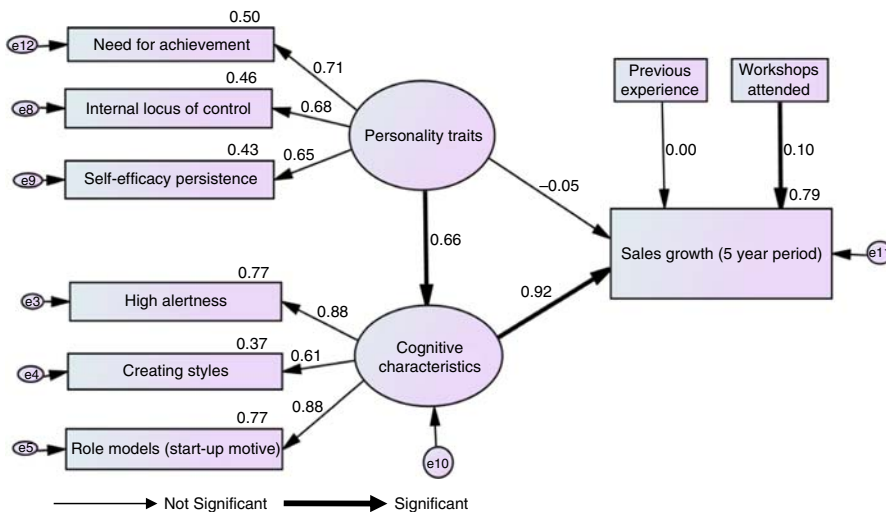 0.50
e12
Need for achievement
0.71
0.46
e8
Internal locus of control
0.68
0.43
e9
Self-efficacy persistence
0.65
Personality traits
Previous
experience
Workshops
attended
0.00
0.10
–0.05
0.79
Sales growth (5 year period)
e11
0.66
0.92
0.77
e3
High alertness
0.88
0.37
e4
Creating styles
0.61
Cognitive
characteristics
0.77
e5
Role models (start-up motive)
0.88
e10
Not Significant
Significant